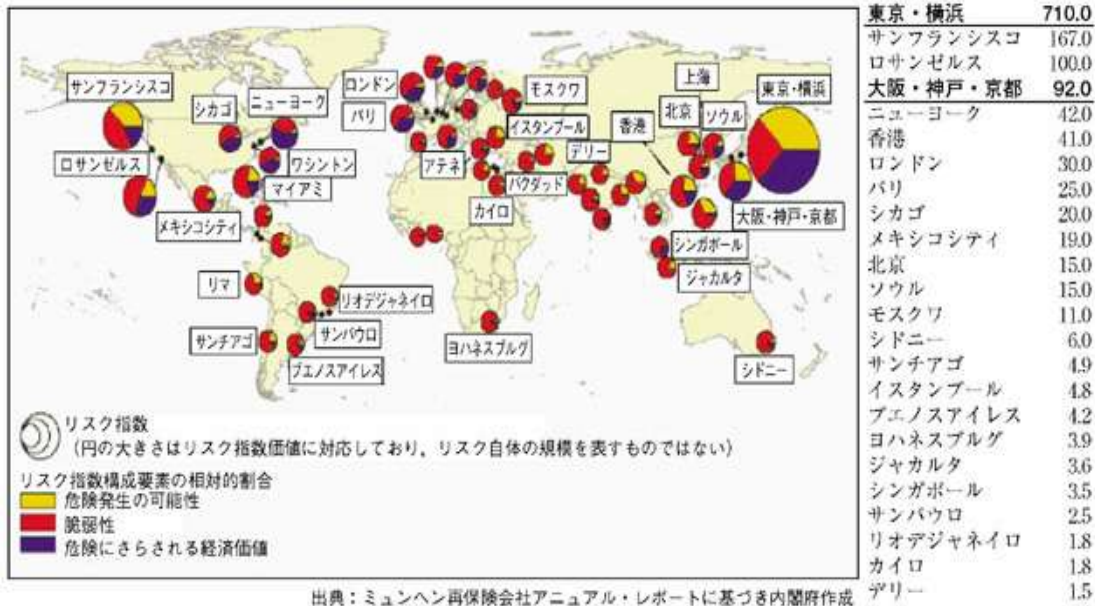 サンフランシスコ
シカゴ
ニューヨーク
ロサンゼルス
ワシントン
マイアミ
メキシコシティ
リマ
リオデジャネイロ
サンパウロ
サンチアゴ
ブエノスアイレス
ロンドン
パリ
モスクワ
イスタンブール
アテネ
バクダッド
カイロ
デリー
香港
北京
上海
ソウル
東京・横浜
大阪・神戸・京都
シンガポール
ジャカルタ
ヨハネスブルグ
シドニー
リスク指数
(円の大きさはリスク指数価値に対応しており，リスク自体の規模を表すものではない)
リスク指数構成要素の相対的割合
危険発生の可能性
脆弱性
危険にさらされる経済価値
出典：ミュンヘン再保険会社アニュアル・レポートに基づき内閣府作成
東京・横浜 710.0
サンフランシスコ 167.0
ロサンゼルス 100.0
大阪・神戸・京都 92.0
ニューヨーク 42.0
香港 41.0
ロンドン 30.0
パリ 25.0
シカゴ 20.0
メキシコシティ 19.0
北京 15.0
ソウル 15.0
モスクワ 11.0
シドニー 6.0
サンチアゴ 4.9
イスタンブール 4.8
ブエノスアイレス 4.2
ヨハネスブルグ 3.9
ジャカルタ 3.6
シンガポール 3.5
サンパウロ 2.5
リオデジャネイロ 1.8
カイロ 1.8
デリー 1.5